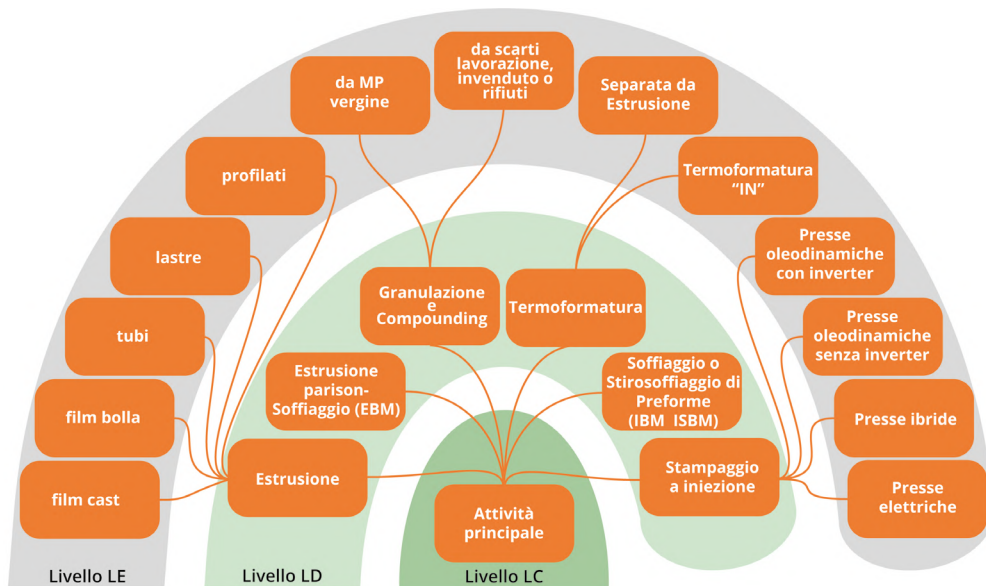 da scarti
lavorazione,
invenduto o
rifiuti
da MP
vergine
Separata da
Estrusione
profilati
Termoformatura
“IN”
lastre
Presse
oleodinamiche
con inverter
Granulazione
e
Compounding
Termoformatura
tubi
Presse
oleodinamiche
senza inverter
Estrusione
parison-
Soffiaggio (EBM)
Soffiaggio o
Stirosoffiaggio di
Preforme
(IBM ISBM)
film bolla
Presse ibride
Estrusione
Stampaggio
a iniezione
film cast
Presse
elettriche
Attività
principale
Livello LE
Livello LD
Livello LC